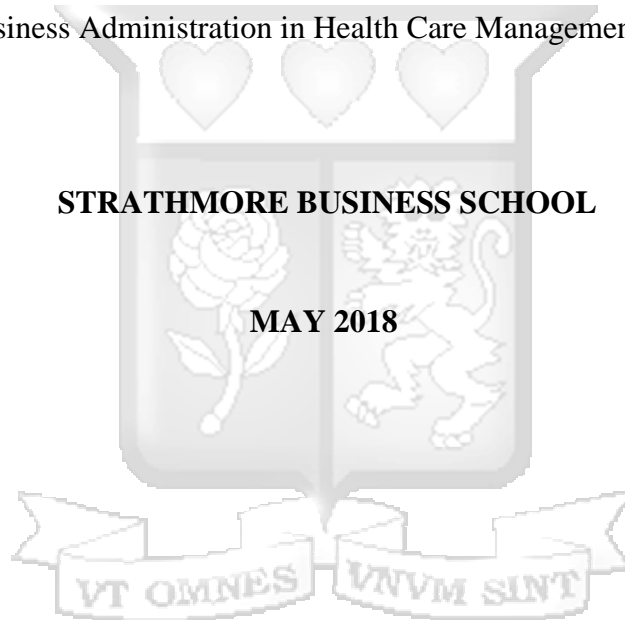 siness Administration in Health Care Managemen
STRATHMORE BUSINESS SCHOOL
MAY 2018
VT OMNES VNVM SINT